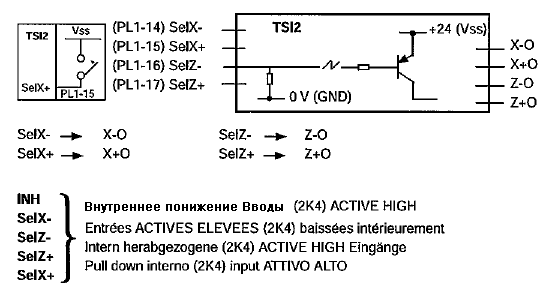 TSI2
Vss
SelX+
PL1-15
(PL1-14) SelX-
(PL1-15) SelX+
(PL1-16) SelZ-
(PL1-17) SelZ+
TSI2
+24 (Vss)
0 V (GND)
X-O
X+O
Z-O
Z+O
SelX- → X-O
SelX+ → X+O
SelZ- → Z-O
SelZ+ → Z+O
INH
SelX-
SelZ-
SelZ+
SelX+
Внутреннее понижение Вводы (2K4) ACTIVE HIGH
Entrées ACTIVES ELEVEES (2K4) baissées intérieurement
Intern herabgezogene (2K4) ACTIVE HIGH Eingänge
Pull down interno (2K4) input ATTIVO ALTO